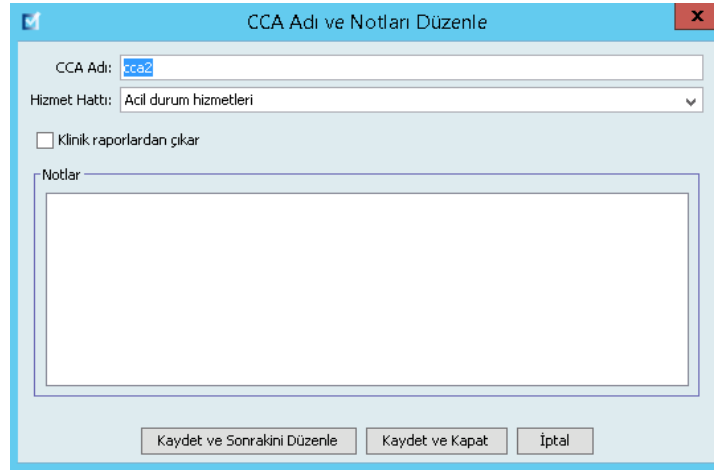 CCA Adı ve Notları Düzenle
x
CCA Adı: cca2
Hizmet Hattı: Acil durum hizmetleri
Klinik raporlardan çıkar
Notlar
Kaydet ve Sonrakini Düzenle Kaydet ve Kapat İptal